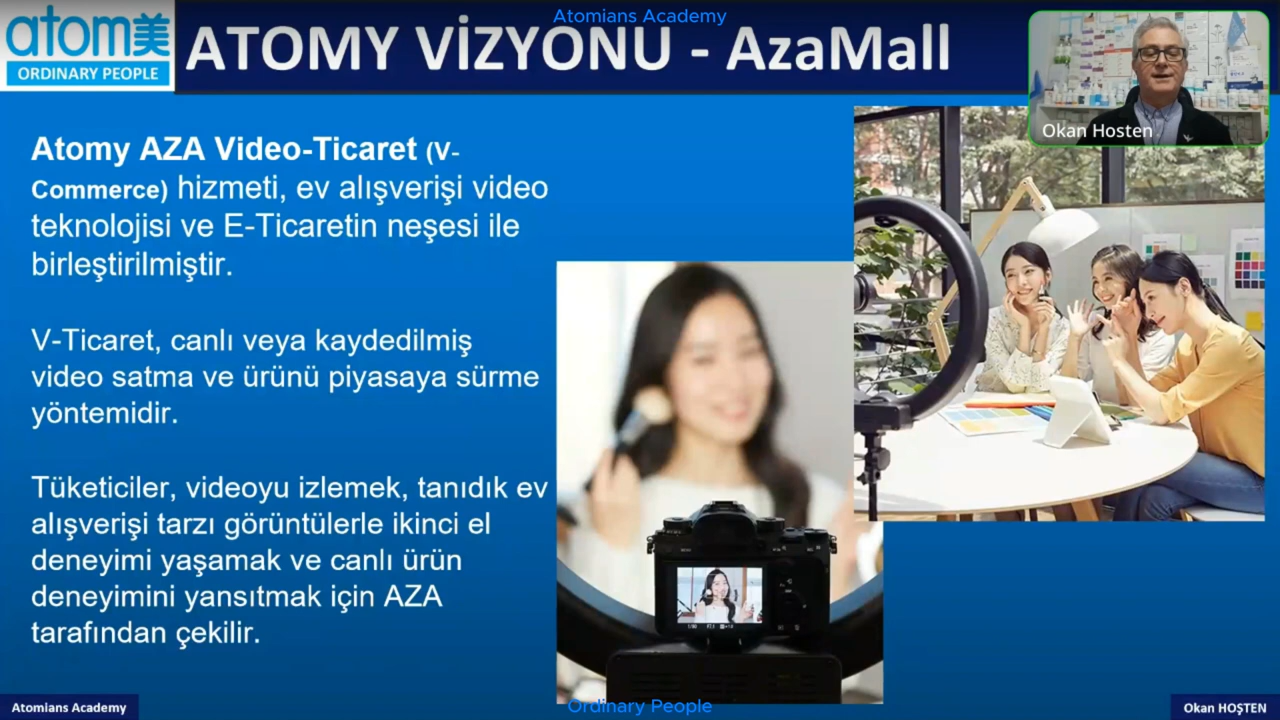 Atomians Academy
atom美
ORDINARY PEOPLE
ATOMY VİZYONU - AzaMall
Okan Hosten
Atomy AZA Video-Ticaret (V-
Commerce) hizmeti, ev alışverişi video
teknolojisi ve E-Ticaretin neşesi ile
birleştirilmiştir.
V-Ticaret, canlı veya kaydedilmiş
video satma ve ürünü piyasaya sürme
yöntemidir.
Tüketiciler, videoyu izlemek, tanıdık ev
alışverişi tarzı görüntülerle ikinci el
deneyimi yaşamak ve canlı ürün
deneyimini yansıtmak için AZA
tarafından çekilir.
Atomians Academy
Ordinary People
Okan HOŞTEN